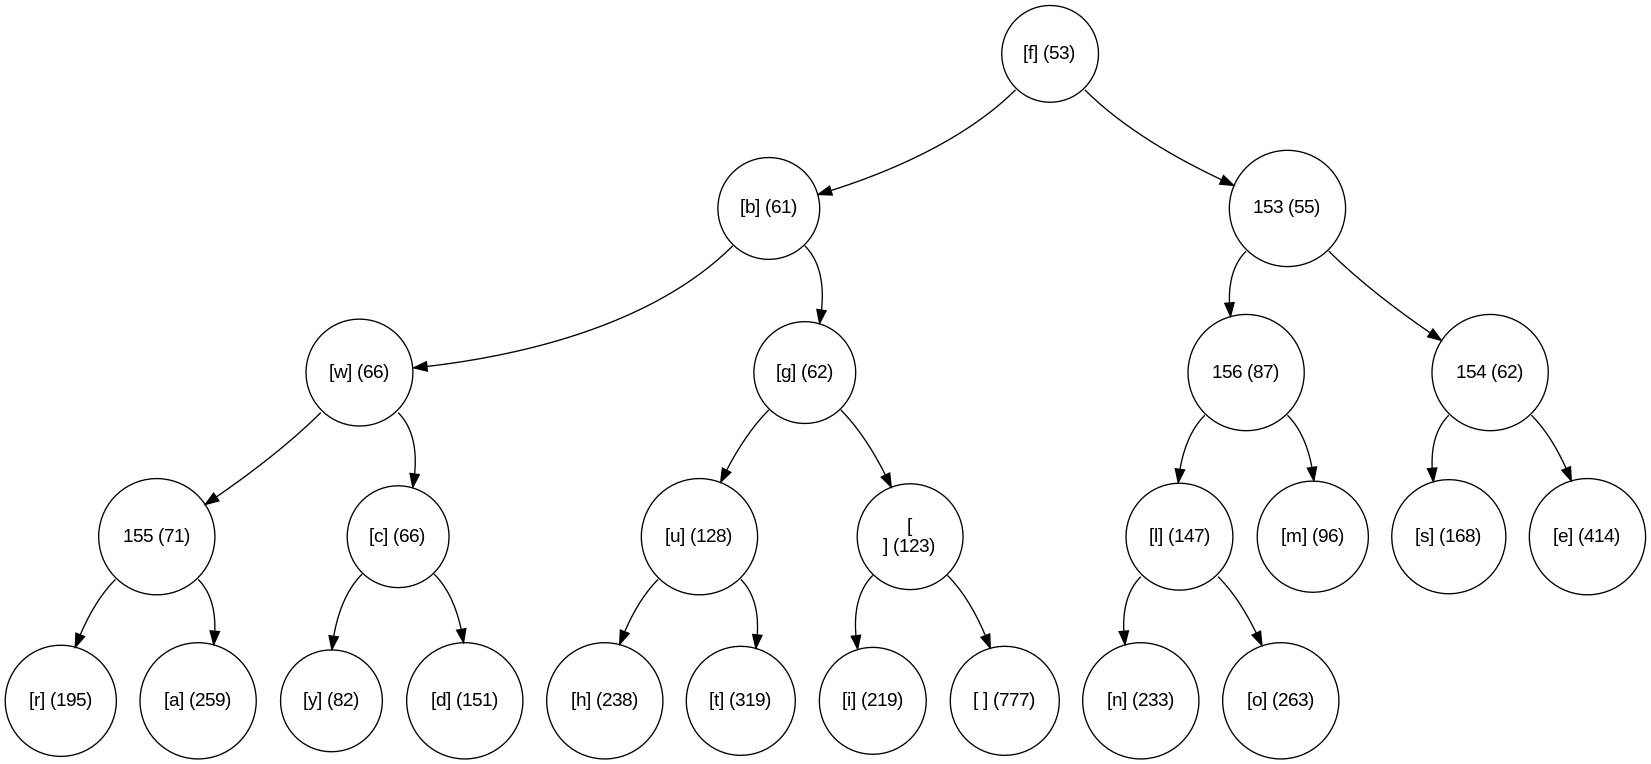 [f] (53)
[b] (61)
153 (55)
[w] (66)
[g] (62)
156 (87)
154 (62)
155 (71)
[c] (66)
[u] (128)
[
] (123)
[l] (147)
[m] (96)
[s] (168)
[e] (414)
[r] (195)
[a] (259)
[y] (82)
[d] (151)
[h] (238)
[t] (319)
[i] (219)
[ ] (777)
[n] (233)
[o] (263)